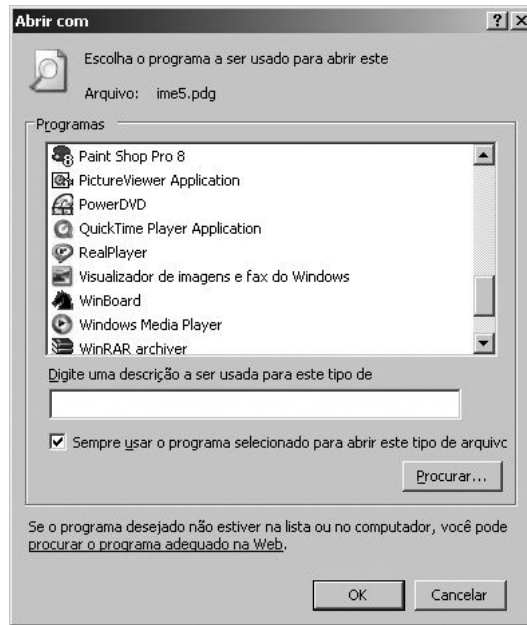 Abrir com
Escolha o programa a ser usado para abrir este
Arquivo: ime5.pdg
Programas
Paint Shop Pro 8
PictureViewer Application
PowerDVD
QuickTime Player Application
RealPlayer
Visualizador de imagens e fax do Windows
WinBoard
Windows Media Player
WinRAR archiver
Digite uma descrição a ser usada para este tipo de
Sempre usar o programa selecionado para abrir este tipo de arquivc
Procurar...
Se o programa desejado não estiver na lista ou no computador, você pode
procurar o programa adequado na Web.
OK Cancelar